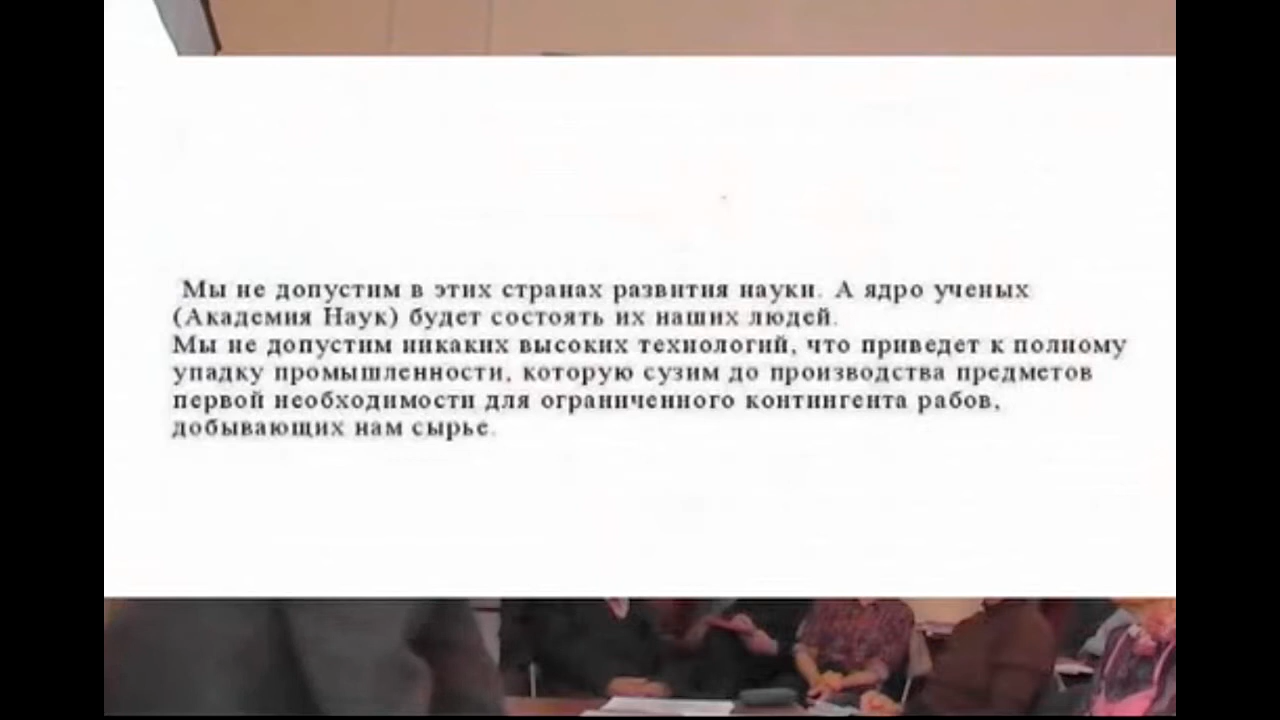 Мы не допустим в этих странах развития науки. А ядро ученых
(Академия Наук) будет состоять их наших людей.
Мы не допустим никаких высоких технологий, что приведет к полному
упадку промышленности, которую сузим до производства предметов
первой необходимости для ограниченного контингента рабов,
добывающих нам сырье.